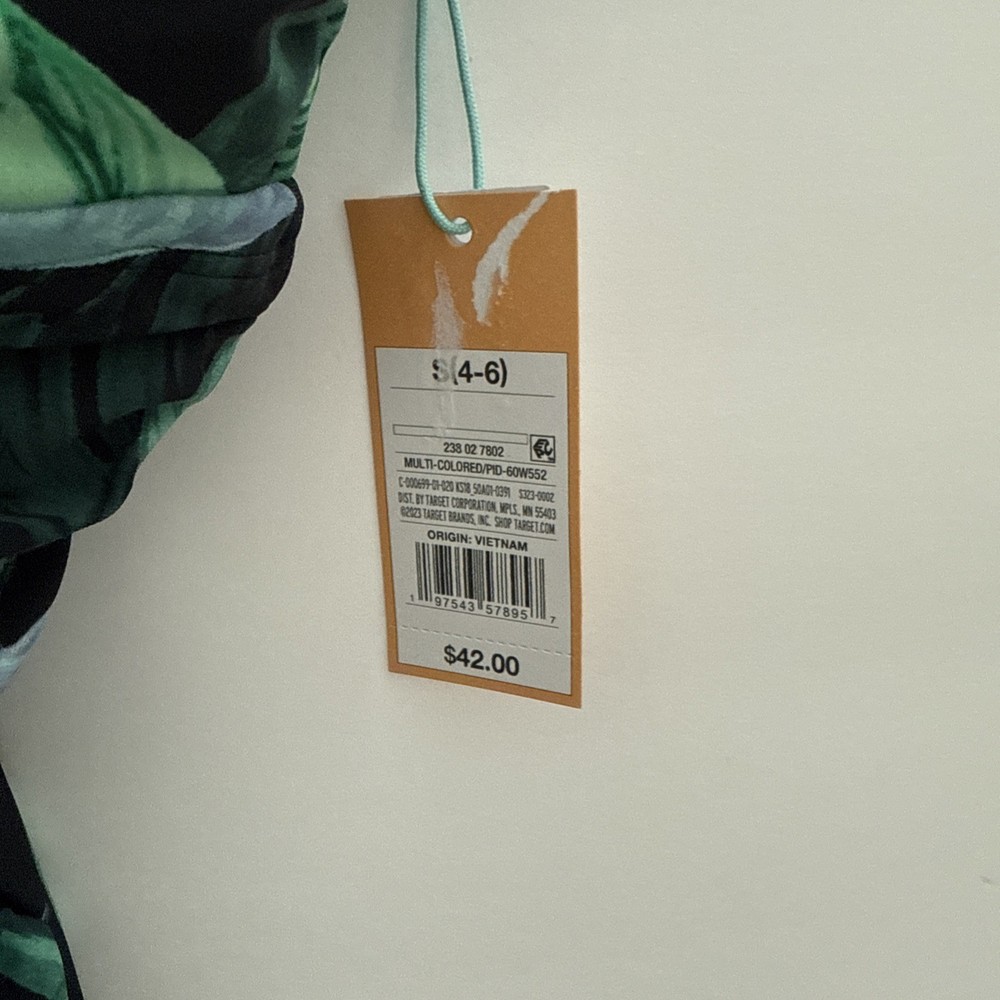 S(4-6)
238 02 7802
MULTI-COLORED/PID-60W552
C-000699-01-020 KS18_50A01-0391 S323-0002
DIST. BY TARGET CORPORATION, MPLS., MN 55403
©2023 TARGET BRANDS, INC. SHOP TARGET.COM
ORIGIN: VIETNAM
1 97543 57895 7
$42.00